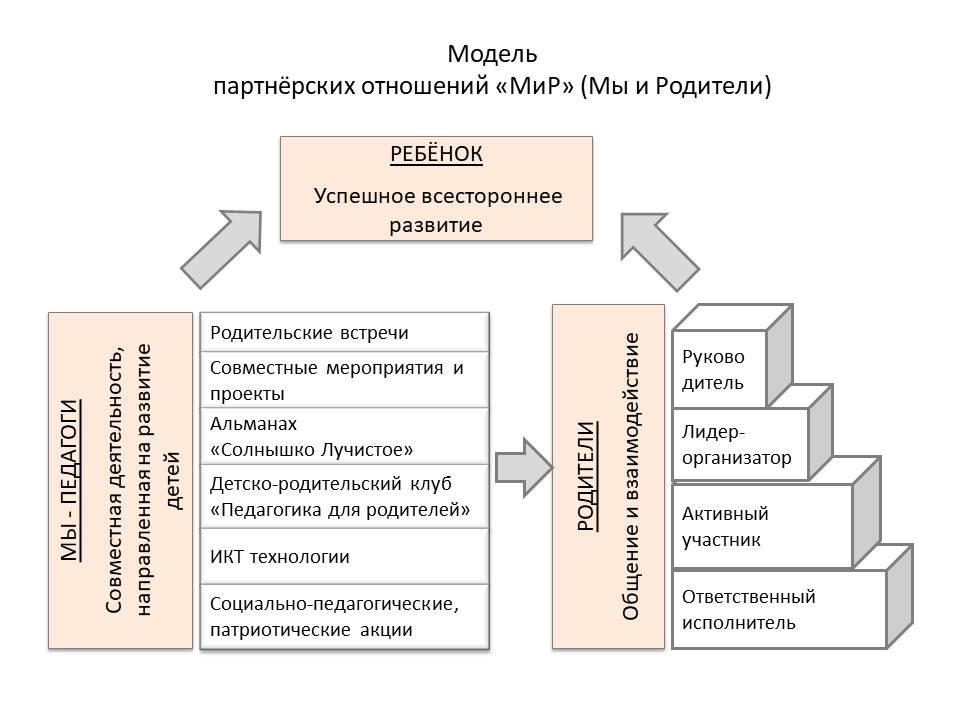 Модель
партнёрских отношений «МиР» (Мы и Родители)
РЕБЁНОК
Успешное всестороннее
развитие
МЫ - ПЕДАГОГИ
Совместная деятельность,
направленная на развитие
детей
Родительские встречи
Совместные мероприятия и
проекты
Альманах
«Солнышко Лучистое»
Детско-родительский клуб
«Педагогика для родителей»
ИКТ технологии
Социально-педагогические,
патриотические акции
РОДИТЕЛИ
Общение и взаимодействие
Руково
дитель
Лидер-
организатор
Активный
участник
Ответственный
исполнитель